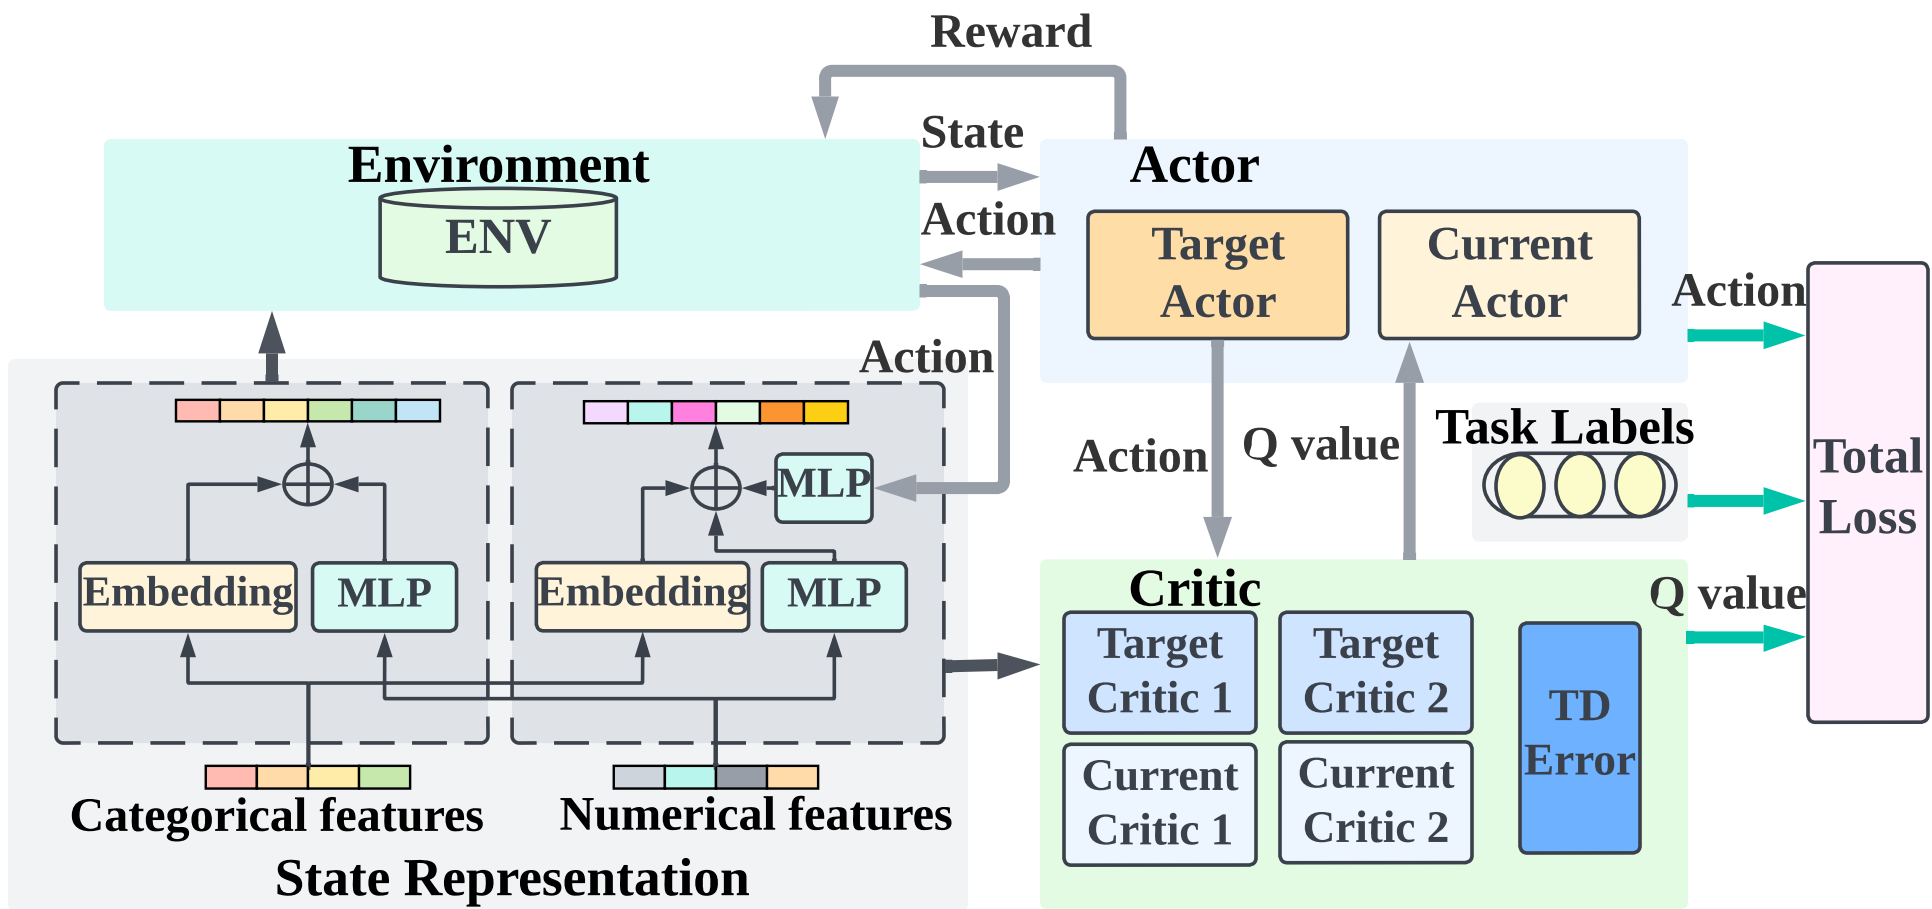 Reward
State
Environment
Actor
ENV
Action
Target
Actor
Current
Actor
Action
Action
Action
Q value
Task Labels
Total
Loss
MLP
Embedding
MLP
Embedding
MLP
Critic
Q value
Target
Critic 1
Target
Critic 2
TD
Error
Current
Critic 1
Current
Critic 2
Categorical features
Numerical features
State Representation